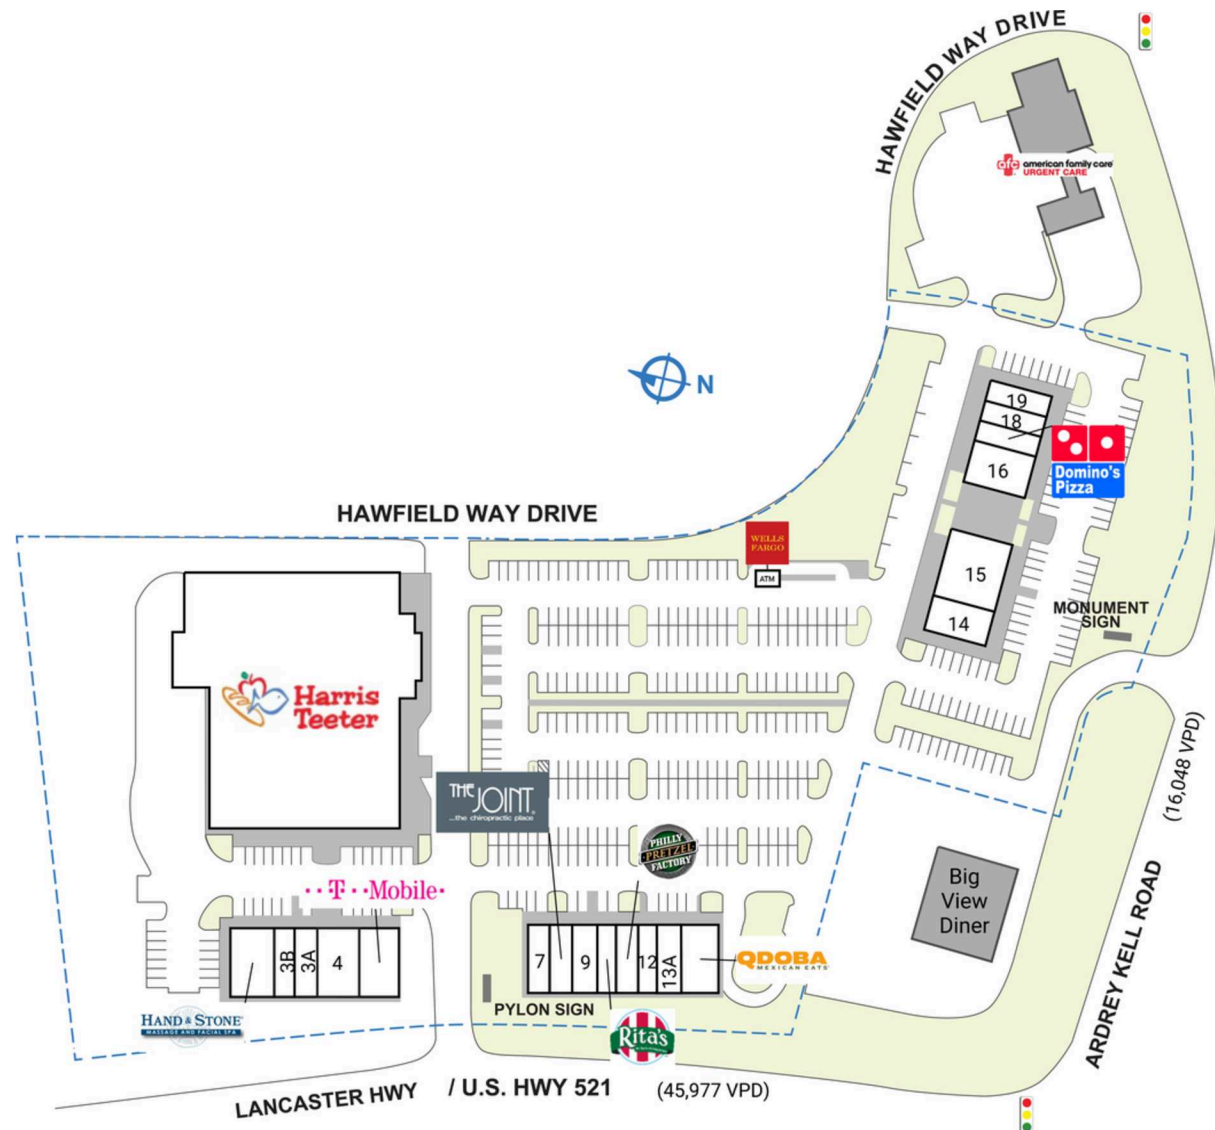 HAWFIELD WAY DRIVE
afc american family care
URGENT CARE
N
19
18
Domino's
Pizza
16
HAWFIELD WAY DRIVE
WELLS
FARGO
ATM
15
MONUMENT
SIGN
14
Harris
Teeter
THE
JOINT
...the chiropractic place
PHILLY
PRETZEL
FACTORY
(16,048 VPD)
T Mobile
Big
View
Diner
3B
3A
4
7
9
12
13A
QDOBA
MEXICAN EATS
ARDREY KELL ROAD
HAND & STONE
MASSAGE AND FACIAL SPA
PYLON SIGN
Rita's
LANCASTER HWY / U.S. HWY 521 (45,977 VPD)